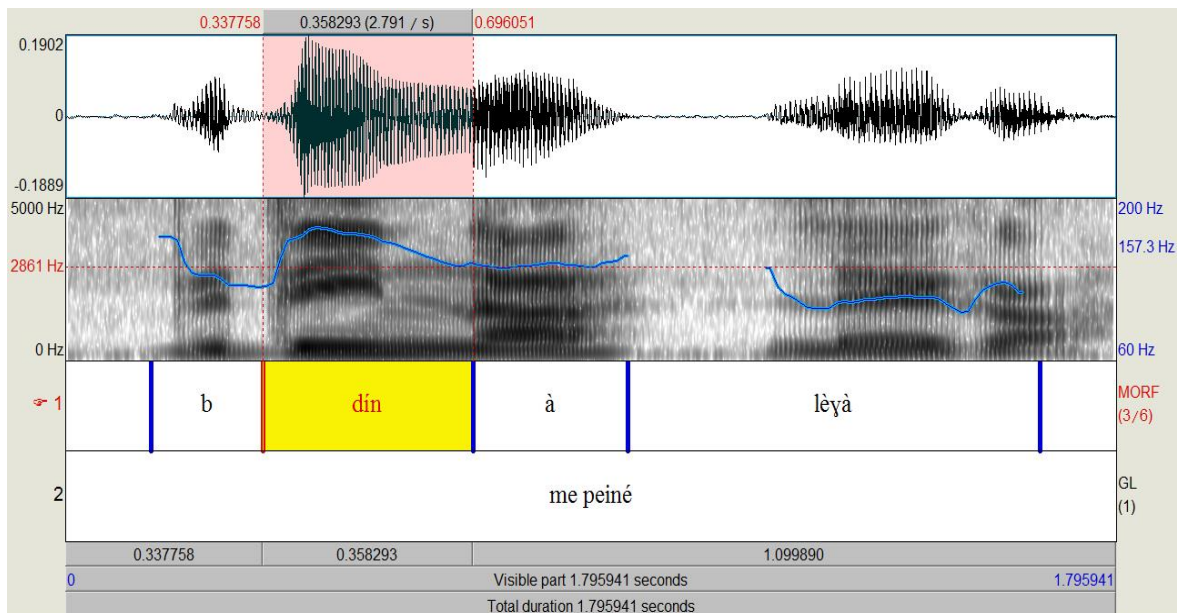 0.337758 0.358293 (2.791 / s) 0.696051
0.1902
0
-0.1889
5000 Hz 200 Hz
157.3 Hz
2861 Hz
0 Hz 60 Hz
☞ 1 b dín à lèɣà MORF (3/6)
2 me peiné GL (1)
0.337758 0.358293 1.099890
0 Visible part 1.795941 seconds 1.795941
Total duration 1.795941 seconds